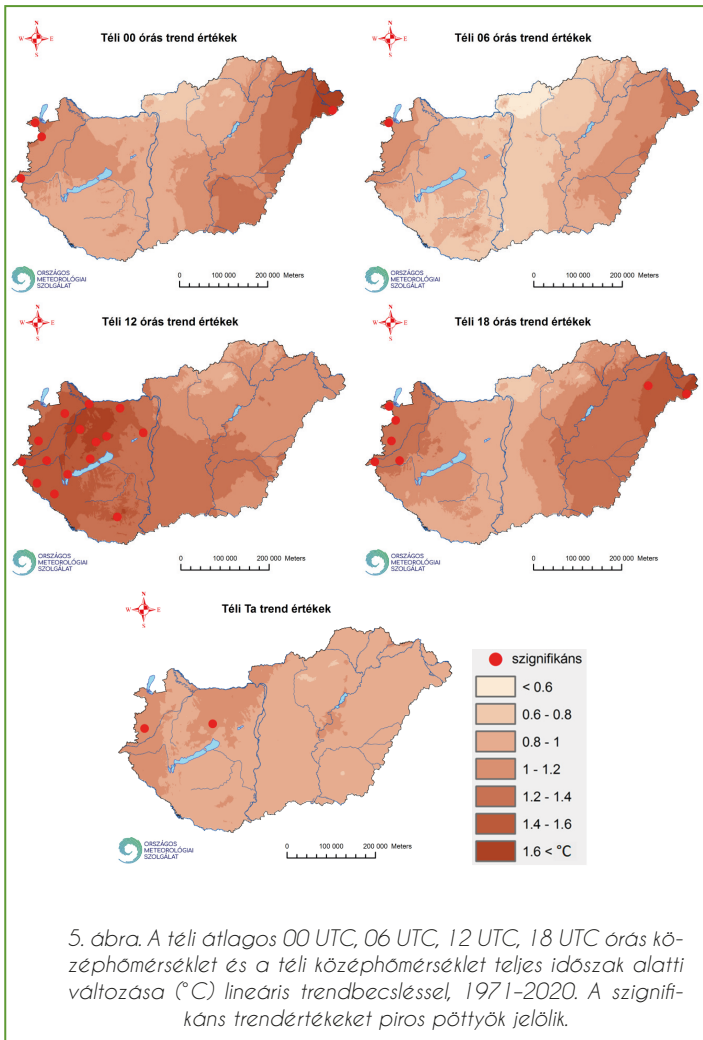 Téli 00 órás trend értékek
N
W E
S
ORSZÁGOS
METEOROLÓGIAI
SZOLGÁLAT
0 100 000 200 000 Meters
Téli 06 órás trend értékek
N
W E
S
ORSZÁGOS
METEOROLÓGIAI
SZOLGÁLAT
0 100 000 200 000 Meters
Téli 12 órás trend értékek
N
W E
S
ORSZÁGOS
METEOROLÓGIAI
SZOLGÁLAT
0 100 000 200 000 Meters
Téli 18 órás trend értékek
N
W E
S
ORSZÁGOS
METEOROLÓGIAI
SZOLGÁLAT
0 100 000 200 000 Meters
Téli Ta trend értékek
N
W E
S
ORSZÁGOS
METEOROLÓGIAI
SZOLGÁLAT
0 100 000 200 000 Meters
szignifikáns
< 0.6
0.6 - 0.8
0.8 - 1
1 - 1.2
1.2 - 1.4
1.4 - 1.6
1.6 < °C
5. ábra. A téli átlagos 00 UTC, 06 UTC, 12 UTC, 18 UTC órás kö-
zéphőmérséklet és a téli középhőmérséklet teljes időszak alatti
változása (°C) lineáris trendbecsléssel, 1971–2020. A szignifi-
káns trendértékeket piros pöttyök jelölik.